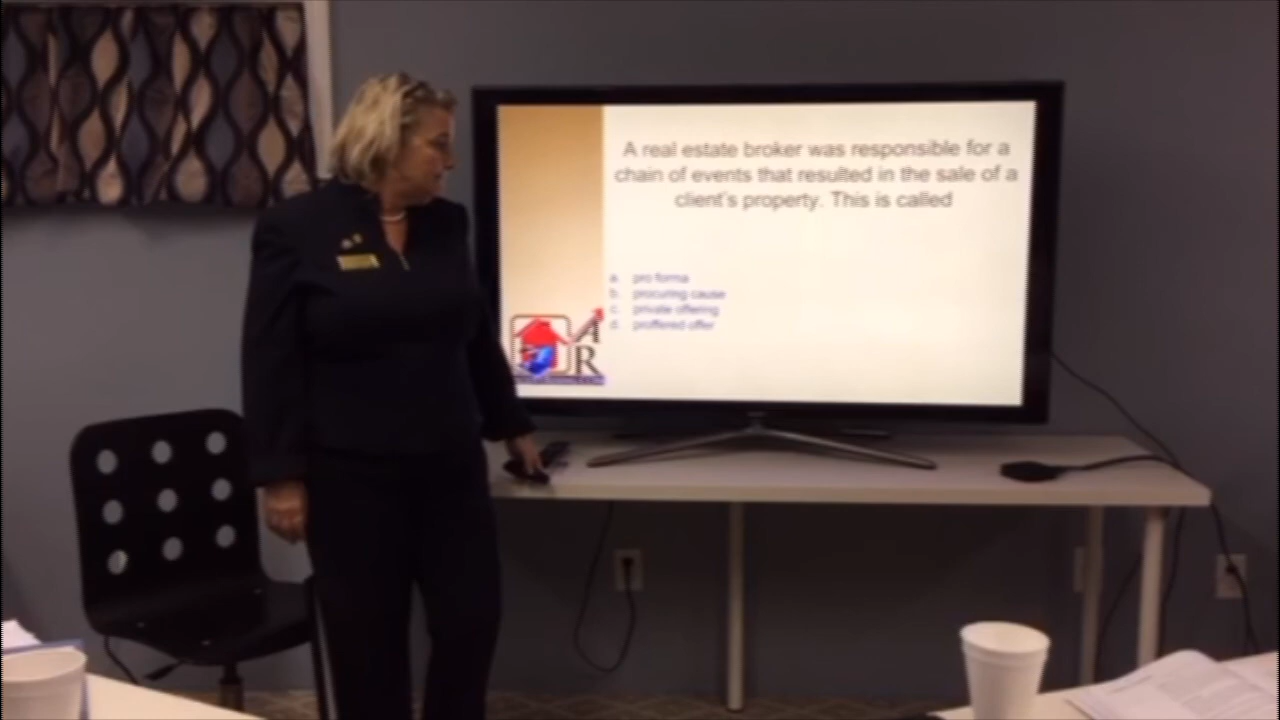 A real estate broker was responsible for a
chain of events that resulted in the sale of a
client's property. This is called
a. pro forma
b. procuring cause
c. private offering
d. proffered offer
A
R